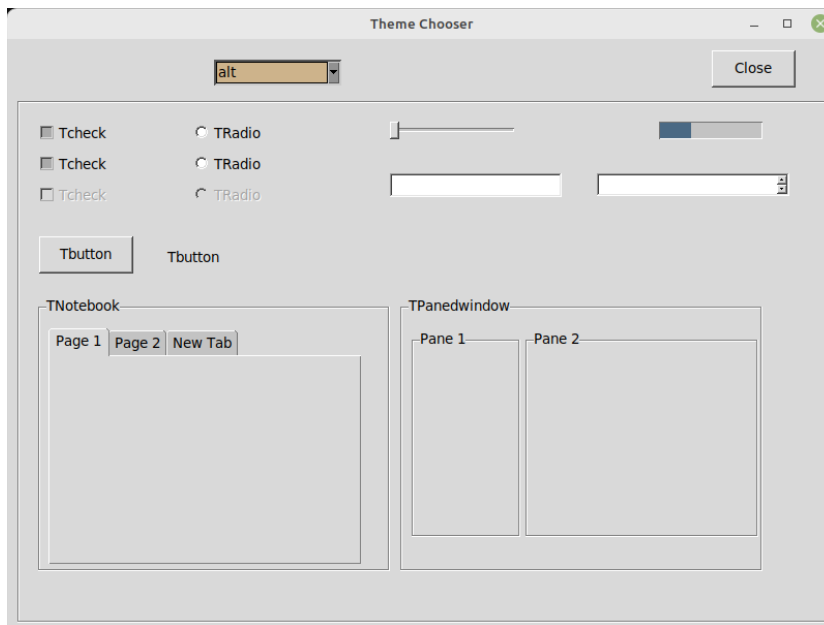 Theme Chooser
alt
Close
Tcheck
TRadio
Tcheck
TRadio
Tcheck
TRadio
Tbutton
Tbutton
TNotebook
TPanedwindow
Page 1
Page 2
New Tab
Pane 1
Pane 2